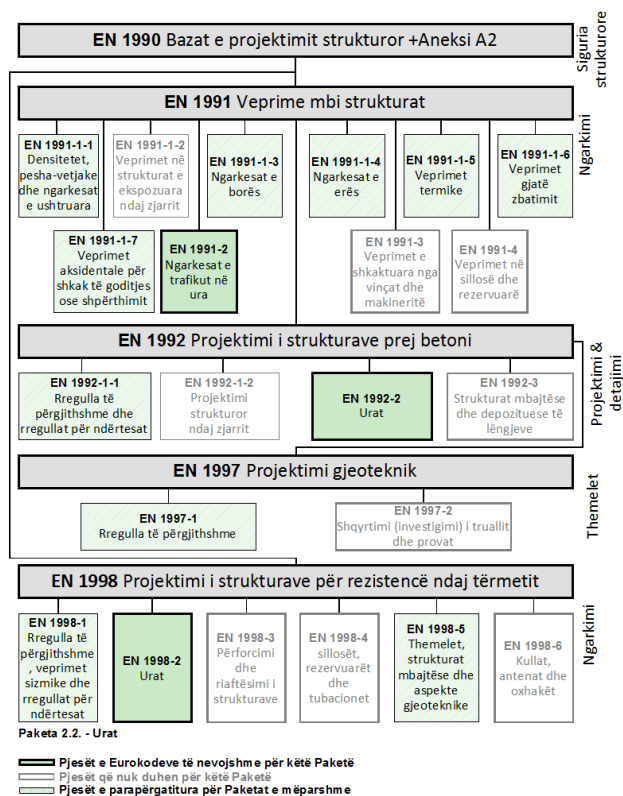 EN 1990 Bazat e projektimit strukturor +Aneksi A2
Siguria
strukturore
EN 1991 Veprime mbi strukturat
Ngarkimi
EN 1991-1-1
Densitetet,
pesha-vetjake
dhe ngarkesat
e ushtruara
EN 1991-1-2
Veprimet në
strukturat e
ekspozuara
ndaj zjarrit
EN 1991-1-3
Ngarkesat e
borës
EN 1991-1-4
Ngarkesat e
erës
EN 1991-1-5
Veprimet
termike
EN 1991-1-6
Veprimet
gjatë
zbatimit
EN 1991-1-7
Veprimet
aksidentale për
shkak të goditjes
ose shpërthimit
EN 1991-2
Ngarkesat e
trafikut në
ura
EN 1991-3
Veprimet e
shkaktuara nga
vinçat dhe
makineritë
EN 1991-4
Veprimet në
sillosë dhe
rezervuarë
EN 1992 Projektimi i strukturave prej betoni
Projektimi &
detajimi
EN 1992-1-1
Rregulla të
përgjithshme dhe
rregullat për ndërtesat
EN 1992-1-2
Projektimi
strukturor
ndaj zjarrit
EN 1992-2
Urat
EN 1992-3
Strukturat mbajtëse
dhe depozituese të
lëngjeve
EN 1997 Projektimi gjeoteknik
Themelet
EN 1997-1
Rregulla të përgjithshme
EN 1997-2
Shqyrtimi (investigimi) i truallit
dhe provat
EN 1998 Projektimi i strukturave për rezistencë ndaj tërmetit
Ngarkimi
EN 1998-1
Rregulla të
përgjithshme
, veprimet
sizmike dhe
rregullat për
ndërtesat
EN 1998-2
Urat
EN 1998-3
Përforcimi
dhe
riaftësimi i
strukturave
EN 1998-4
sillosët,
rezervuarët
dhe
tubacionet
EN 1998-5
Themelet,
strukturat
mbajtëse dhe
aspekte
gjeoteknike
EN 1998-6
Kullat,
antenat dhe
oxhakët
Paketa 2.2. - Urat
Pjesët e Eurokodeve të nevojshme për këtë Paketë
Pjesët që nuk duhen për këtë Paketë
Pjesët e parapërgatitura për Paketat e mëparshme